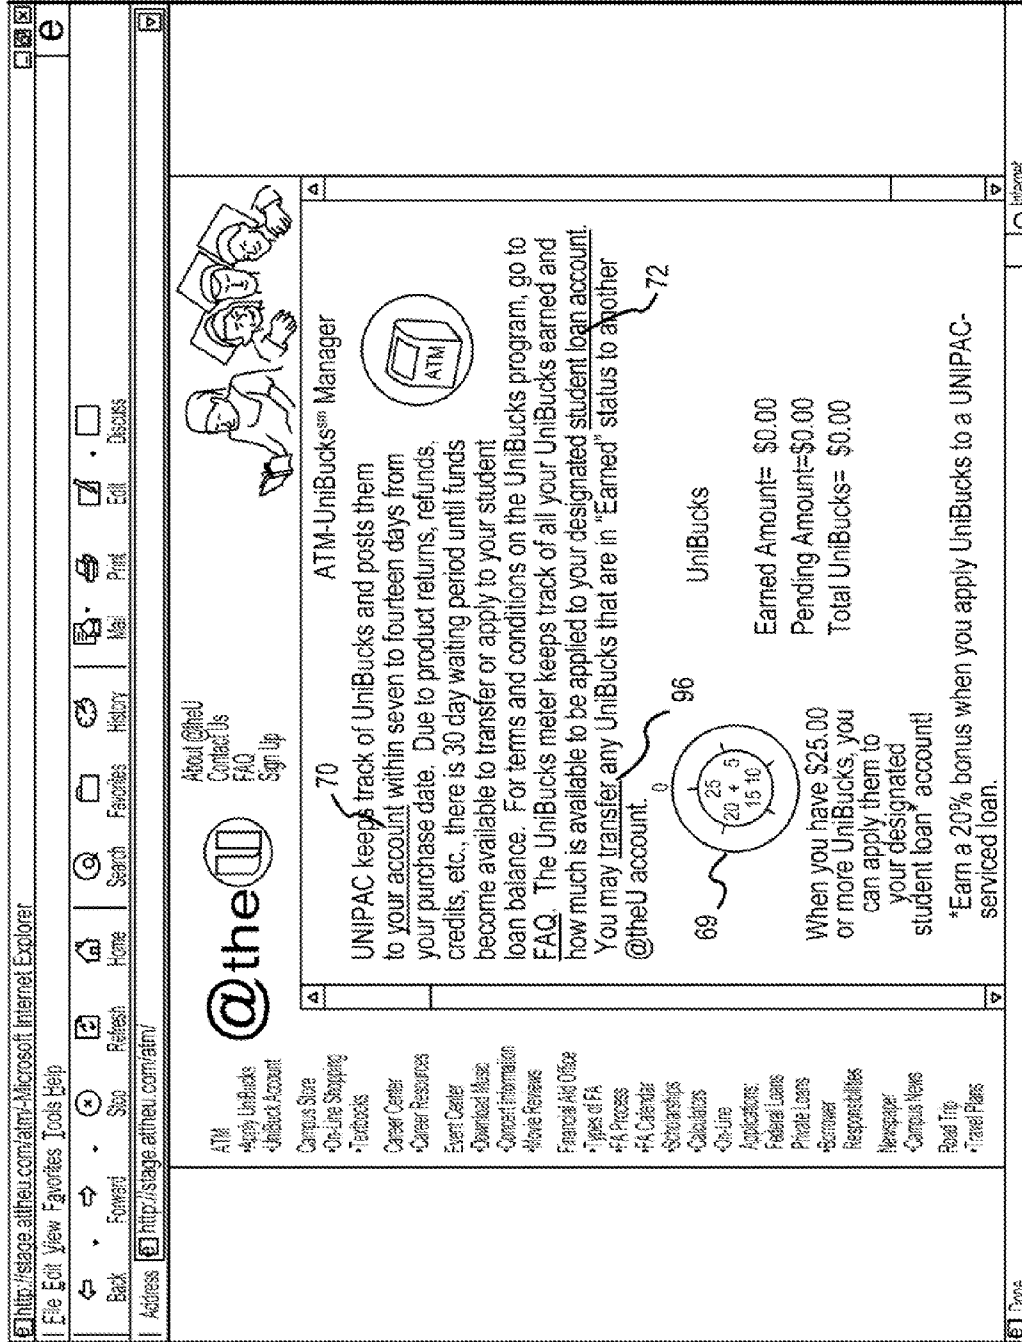 http://stage.attheu.com/atm/-Microsoft Internet Explorer
File Edit View Favorites Tools Help
e
Back Forward Stop Refresh Home Search Favorites History Mail Print Edit Discuss
Address http://stage.attheu.com/atm/
@theU
About @theU
Contact Us
FAQ
Sign Up
ATM
•Apply UniBucks
•UniBuck Account
Campus Store
•On-Line Shopping
•Textbooks
Career Center
•Career Resources
Event Center
•Download Music
•Concert Information
•Movie Reviews
Financial Aid Office
•Types of FA
•FA Process
•FA Calendar
•Scholarships
•Calculators
•On-Line
Applications:
Federal Loans
Private Loans
•Borrower
Responsibilities
Newspaper
•Campus News
Road Trip
•Travel Plans
70
ATM-UniBucks℠ Manager
UNIPAC keeps track of UniBucks and posts them
to your account within seven to fourteen days from
your purchase date. Due to product returns, refunds,
credits, etc., there is 30 day waiting period until funds
become available to transfer or apply to your student
loan balance. For terms and conditions on the UniBucks program, go to
FAQ. The UniBucks meter keeps track of all your UniBucks earned and
how much is available to be applied to your designated student loan account.
You may transfer any UniBucks that are in "Earned" status to another
@theU account.
ATM
72
96
69
0
25 5
20 + 
15 10
When you have $25.00
or more UniBucks, you
can apply them to
your designated
student loan* account!
UniBucks
Earned Amount= $0.00
Pending Amount=$0.00
Total UniBucks= $0.00
*Earn a 20% bonus when you apply UniBucks to a UNIPAC-
serviced loan.
Done
Internet